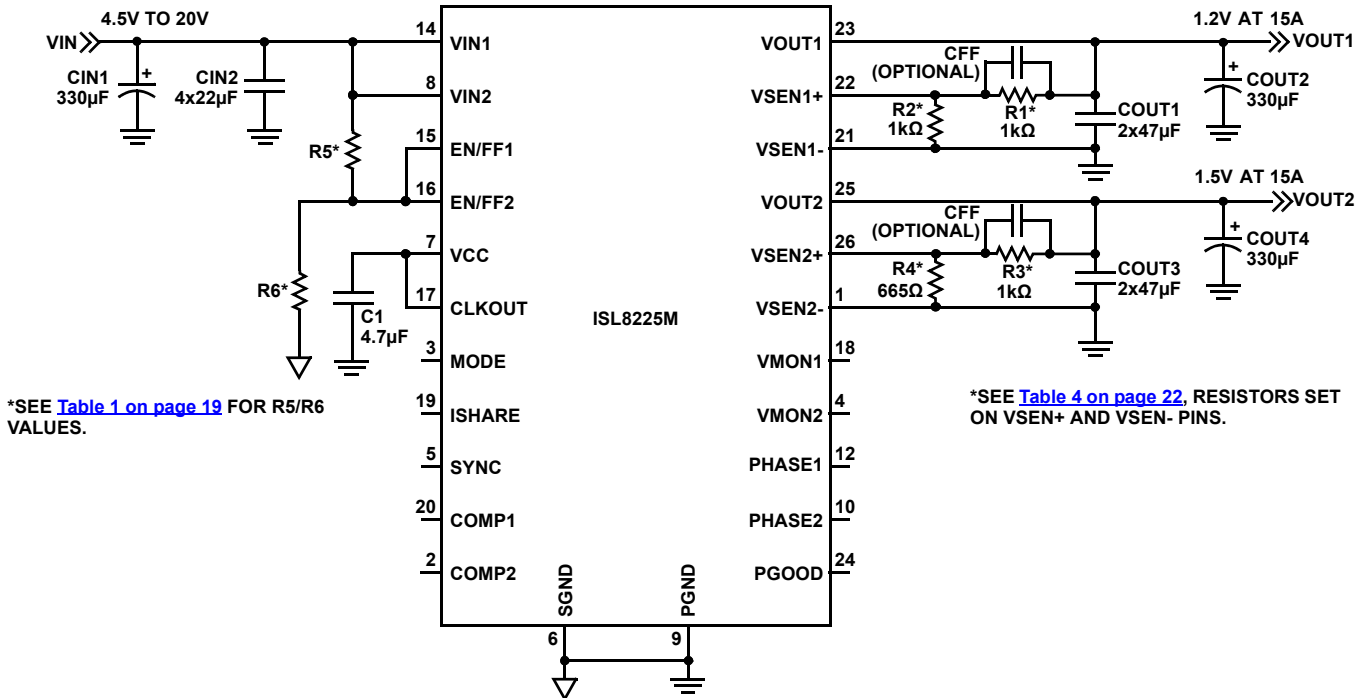 4.5V TO 20V
VIN
CIN1
330µF
+
CIN2
4x22µF
R5*
R6*
C1
4.7µF
14
VIN1
8
VIN2
15
EN/FF1
16
EN/FF2
7
VCC
17
CLKOUT
3
MODE
19
ISHARE
5
SYNC
20
COMP1
2
COMP2
ISL8225M
SGND
6
PGND
9
VOUT1
23
VSEN1+
22
VSEN1-
21
VOUT2
25
VSEN2+
26
VSEN2-
1
VMON1
18
VMON2
4
PHASE1
12
PHASE2
10
PGOOD
24
1.2V AT 15A
VOUT1
CFF
(OPTIONAL)
R2*
1kΩ
R1*
1kΩ
COUT1
2x47µF
+
COUT2
330µF
1.5V AT 15A
VOUT2
CFF
(OPTIONAL)
R4*
665Ω
R3*
1kΩ
COUT3
2x47µF
+
COUT4
330µF
*SEE Table 1 on page 19 FOR R5/R6
VALUES.
*SEE Table 4 on page 22, RESISTORS SET
ON VSEN+ AND VSEN- PINS.